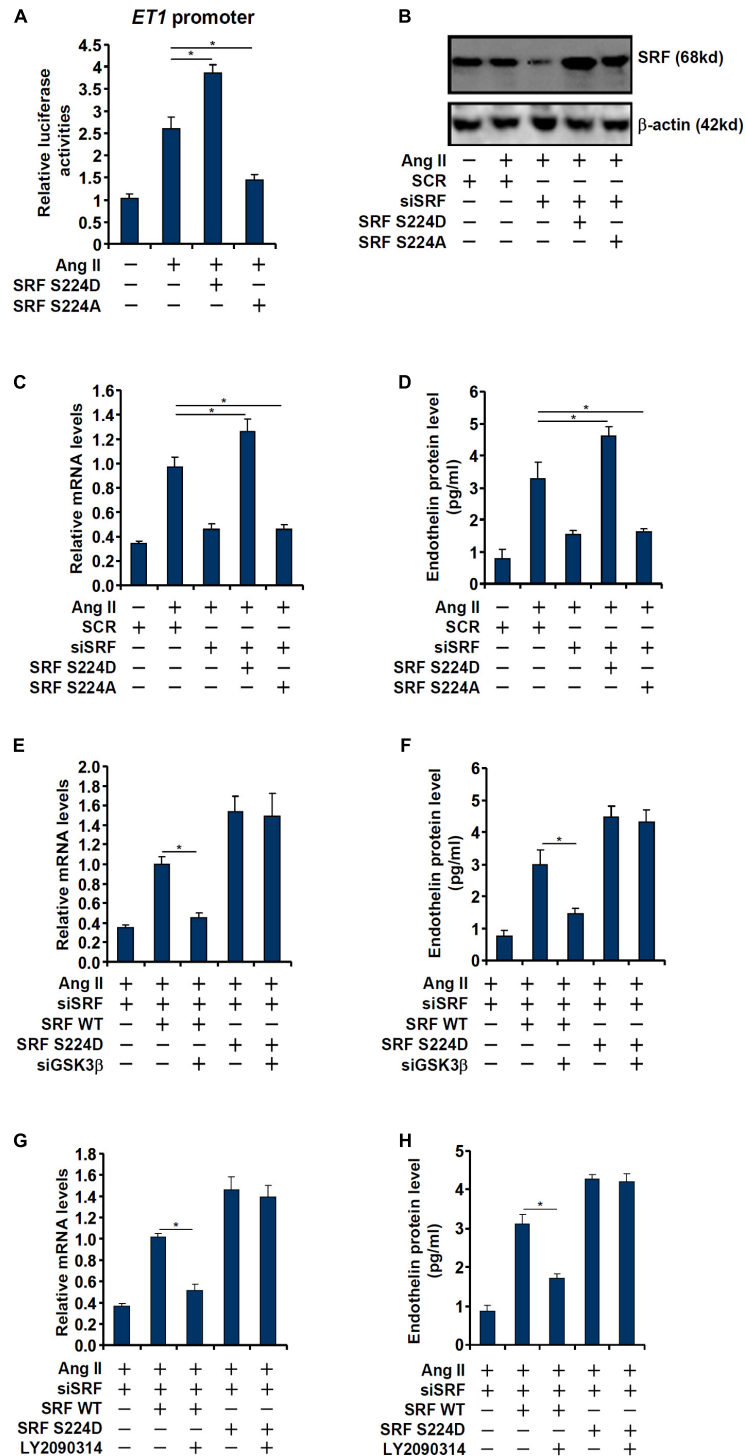 A
ET1 promoter
Relative luciferase activities
4.5
4
3.5
3
2.5
2
1.5
1
0.5
0
* *
Ang II − + + +
SRF S224D − − + −
SRF S224A − − − +
B
SRF (68kd)
β-actin (42kd)
Ang II − + + + +
SCR + + − − −
siSRF − − + + +
SRF S224D − − − + −
SRF S224A − − − − +
C
Relative mRNA levels
1.6
1.4
1.2
1.0
0.8
0.6
0.4
0.2
0.0
* *
Ang II − + + + +
SCR + + − − −
siSRF − − + + +
SRF S224D − − − + −
SRF S224A − − − − +
D
Endothelin protein level (pg/ml)
6
5
4
3
2
1
0
* *
Ang II − + + + +
SCR + + − − −
siSRF − − + + +
SRF S224D − − − + −
SRF S224A − − − − +
E
Relative mRNA levels
2.0
1.8
1.6
1.4
1.2
1.0
0.8
0.6
0.4
0.2
0.0
*
Ang II + + + + +
siSRF + + + + +
SRF WT − + + − −
SRF S224D − − − + +
siGSK3β − − + − +
F
Endothelin protein level (pg/ml)
6
5
4
3
2
1
0
*
Ang II + + + + +
siSRF + + + + +
SRF WT − + + − −
SRF S224D − − − + +
siGSK3β − − + − +
G
Relative mRNA levels
1.8
1.6
1.4
1.2
1.0
0.8
0.6
0.4
0.2
0.0
*
Ang II + + + + +
siSRF + + + + +
SRF WT − + + − −
SRF S224D − − − + +
LY2090314 − − + − +
H
Endothelin protein level (pg/ml)
5
4
3
2
1
0
*
Ang II + + + + +
siSRF + + + + +
SRF WT − + + − −
SRF S224D − − − + +
LY2090314 − − + − +